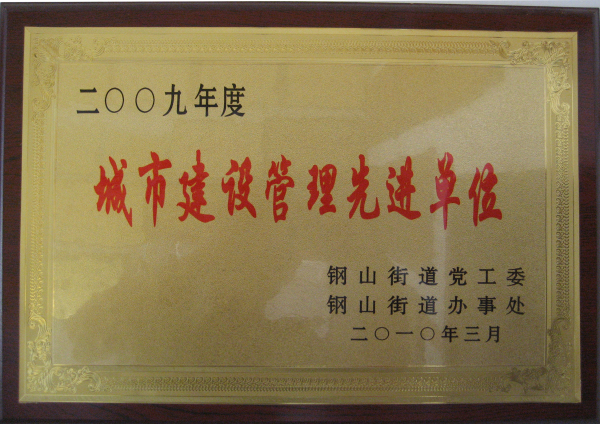 二〇〇九年度
城市建设管理先进单位
钢山街道党工委
钢山街道办事处
二〇一〇年三月